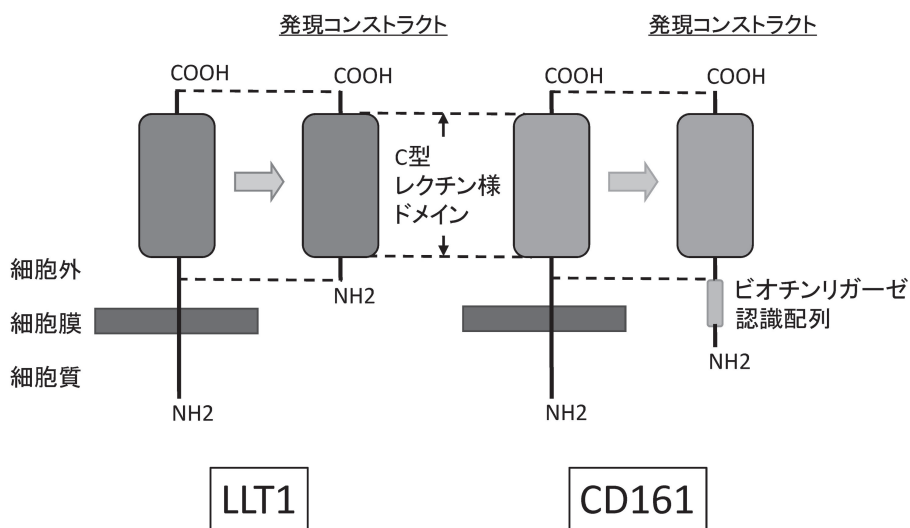 発現コンストラクト
発現コンストラクト
COOH
COOH
COOH
COOH
C型
レクチン様
ドメイン
細胞外
NH2
ビオチンリガーゼ
認識配列
細胞膜
NH2
細胞質
NH2
NH2
LLT1
CD161